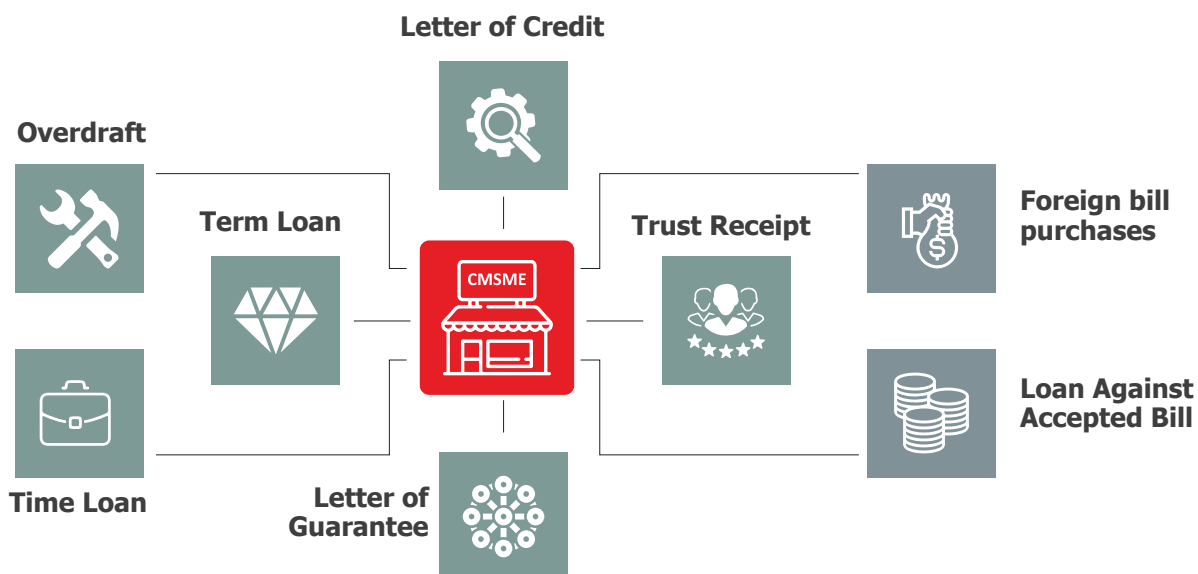 Letter of Credit
Overdraft
Term Loan
CMSME
Trust Receipt
Foreign bill
purchases
$
Time Loan
Letter of
Guarantee
Loan Against
Accepted Bill